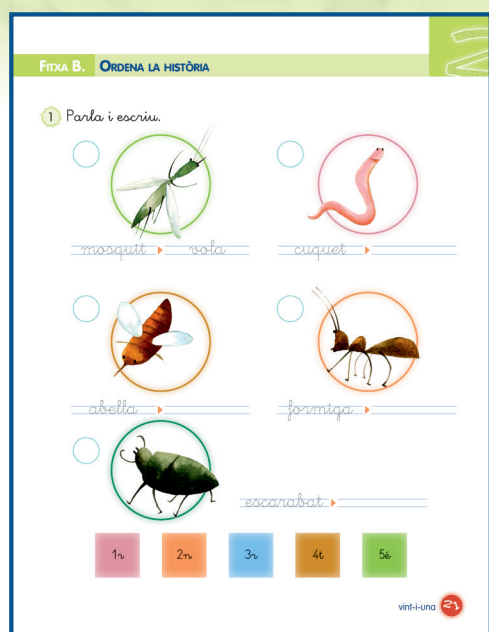 FITXA B. ORDENA LA HISTÒRIA
1 Parla i escriu.
mosquit vola
cuquet
abella
formiga
escarabat
1r 2n 3r 4t 5é
vint-i-una 21